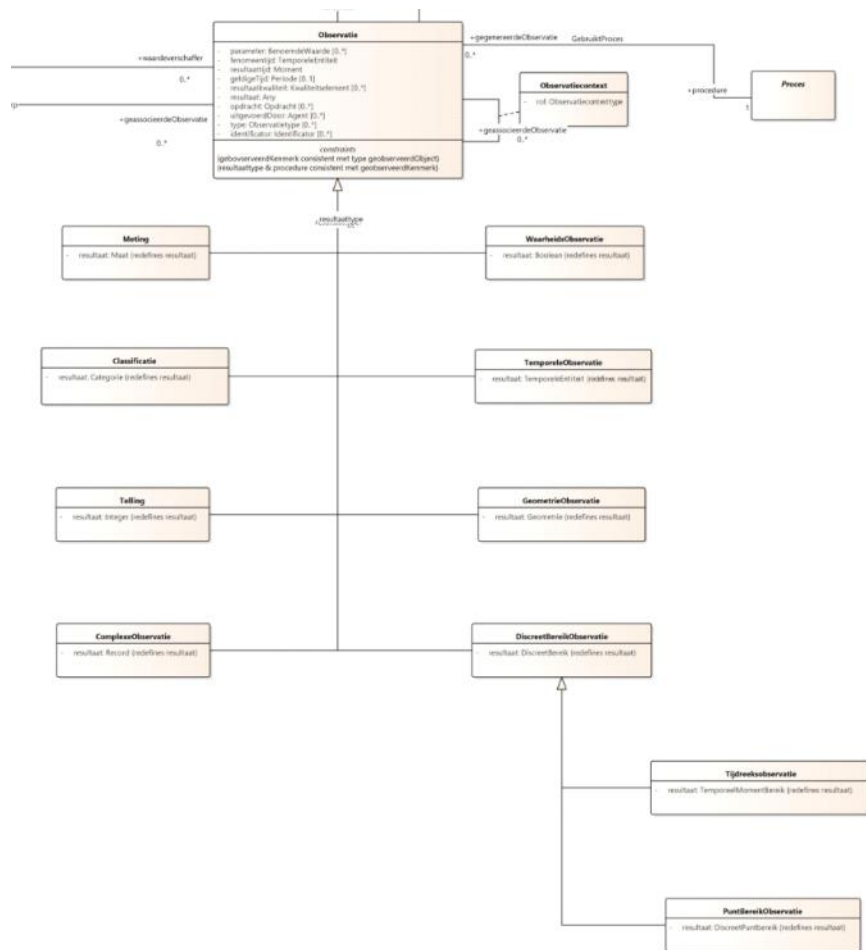 Observatie
- parameter: BenoemdeWaarde [0..*]
- fenomeentijd: TemporeleEntiteit
- resultaattijd: Moment
- geldigeTijd: Periode [0..1]
- resultaatkwaliteit: Kwaliteitselement [0..*]
- resultaat: Any
- opdracht: Opdracht [0..*]
- uitgevoerdDoor: Agent [0..*]
- type: Observatietype [0..*]
- identificator: Identificator [0..*]
constraints
{geobserveerdKenmerk consistent met type geobserveerdObject}
{resultaattype & procedure consistent met geobserveerdKenmerk}
+waardeverschaffer
0..*
+geassocieerdeObservatie
0..*
+gegenereerdeObservatie
0..*
GebruiktProces
+procedure
1
Proces
Observatiecontext
- rol: Observatiecontexttype
+geassocieerdeObservatie
0..*
resultaattype
Meting
- resultaat: Maat {redefines resultaat}
WaarheidsObservatie
- resultaat: Boolean {redefines resultaat}
Classificatie
- resultaat: Categorie {redefines resultaat}
TemporeleObservatie
- resultaat: TemporeleEntiteit {redefines resultaat}
Telling
- resultaat: Integer {redefines resultaat}
GeometrieObservatie
- resultaat: Geometrie {redefines resultaat}
ComplexeObservatie
- resultaat: Record {redefines resultaat}
DiscreetBereikObservatie
- resultaat: DiscreetBereik {redefines resultaat}
Tijdreeksobservatie
- resultaat: TemporeelMomentBereik {redefines resultaat}
PuntBereikObservatie
- resultaat: DiscreetPuntbereik {redefines resultaat}